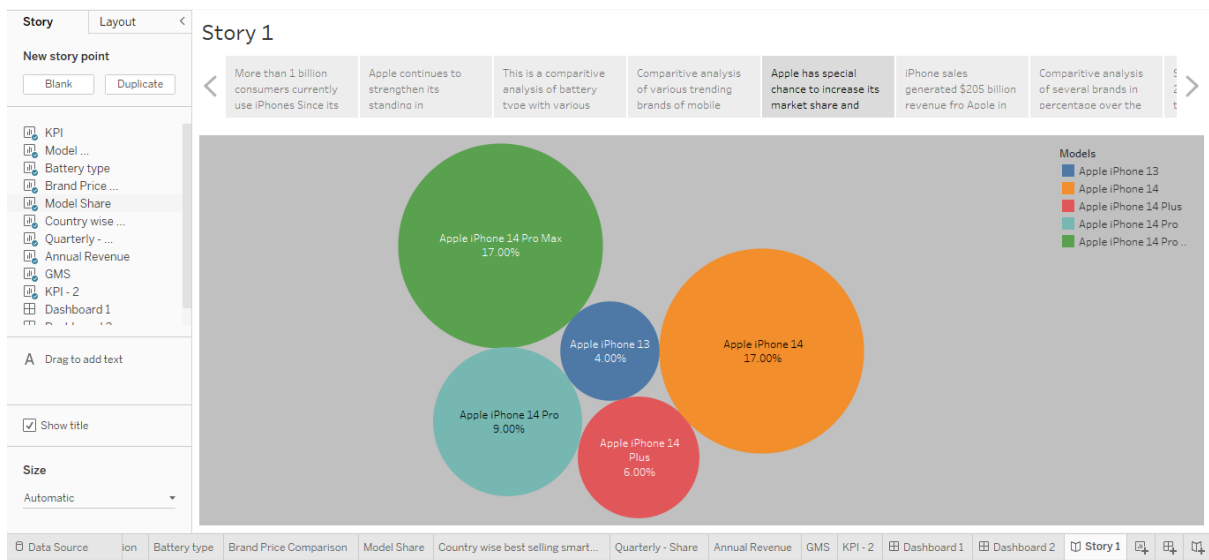 Story
Layout
New story point
Blank
Duplicate
KPI
Model ...
Battery type
Brand Price ...
Model Share
Country wise ...
Quarterly - ...
Annual Revenue
GMS
KPI - 2
Dashboard 1
A Drag to add text
Show title
Size
Automatic
Story 1
More than 1 billion
consumers currently
use iPhones Since its
Apple continues to
strengthen its
standing in
This is a comparitive
analysis of battery
type with various
Comparitive analysis
of various trending
brands of mobile
Apple has special
chance to increase its
market share and
iPhone sales
generated $205 billion
revenue fro Apple in
Comparitive analysis
of several brands in
percentage over the
Apple iPhone 14 Pro Max
17.00%
Apple iPhone 13
4.00%
Apple iPhone 14
17.00%
Apple iPhone 14 Pro
9.00%
Apple iPhone 14
Plus
6.00%
Models
Apple iPhone 13
Apple iPhone 14
Apple iPhone 14 Plus
Apple iPhone 14 Pro
Apple iPhone 14 Pro ..
Data Source
ion
Battery type
Brand Price Comparison
Model Share
Country wise best selling smart...
Quarterly - Share
Annual Revenue
GMS
KPI - 2
Dashboard 1
Dashboard 2
Story 1